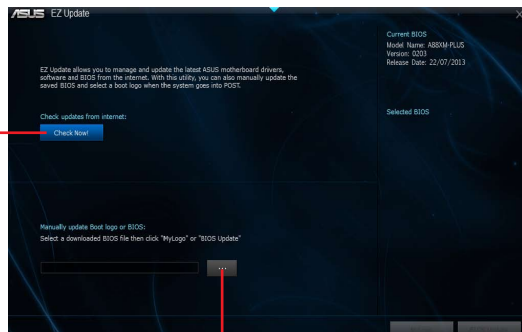 ASUS EZ Update
Current BIOS
Model Name: A88XM-PLUS
Version: 0203
Release Date: 22/07/2013
EZ Update allows you to manage and update the latest ASUS motherboard drivers,
software and BIOS from the internet. With this utility, you can also manually update the
saved BIOS and select a boot logo when the system goes into POST.
Check updates from internet:
Check Now!
Selected BIOS
Manually update Boot logo or BIOS:
Select a downloaded BIOS file then click "MyLogo" or "BIOS Update"
...